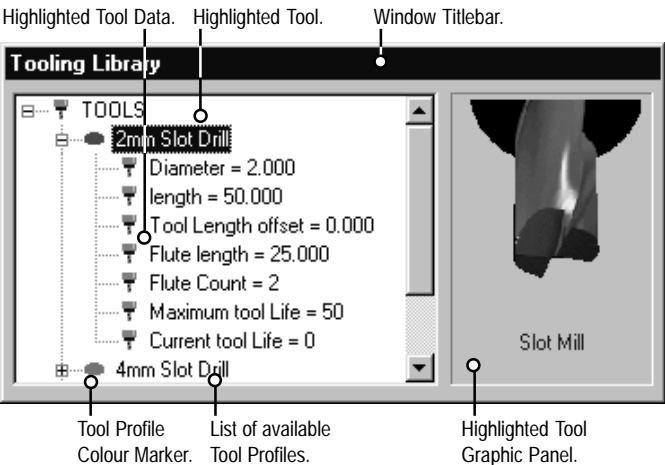 Highlighted Tool Data. Highlighted Tool. Window Titlebar.
Tooling Library
TOOLS
2mm Slot Drill
Diameter = 2.000
length = 50.000
Tool Length offset = 0.000
Flute length = 25.000
Flute Count = 2
Maximum tool Life = 50
Current tool Life = 0
4mm Slot Drill
Slot Mill
Tool Profile
Colour Marker.
List of available
Tool Profiles.
Highlighted Tool
Graphic Panel.